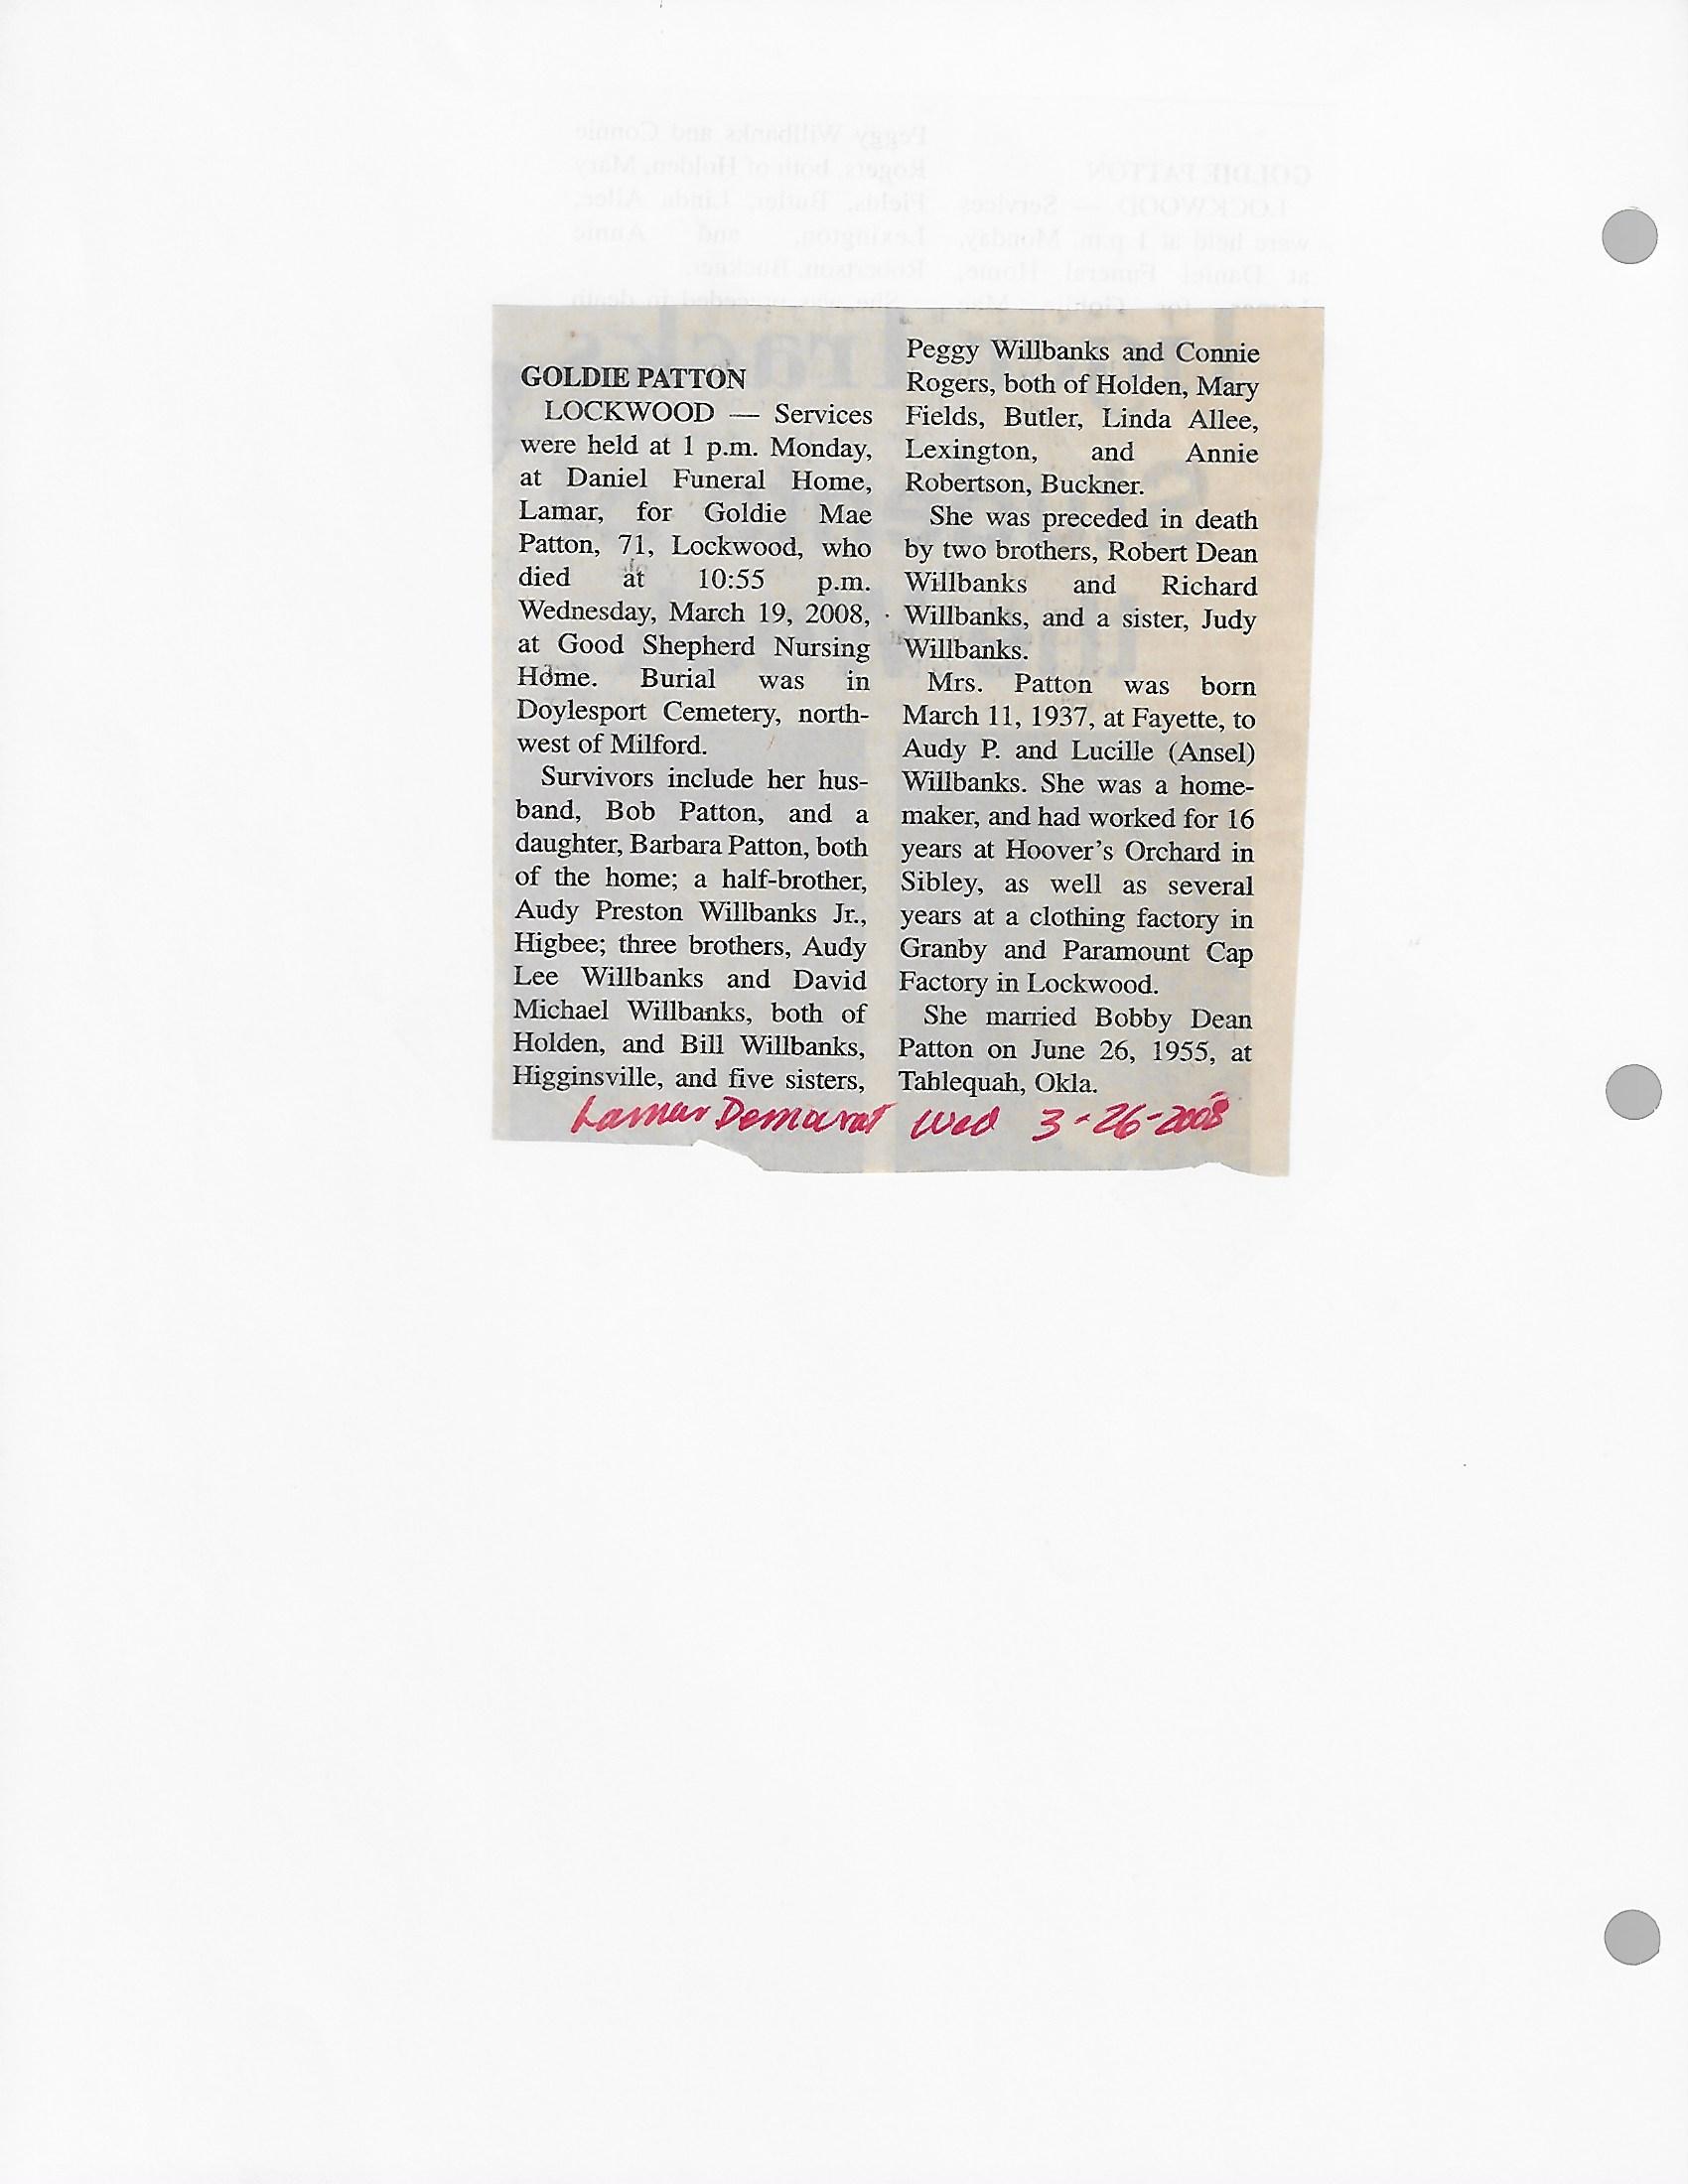 GOLDIE PATTON
LOCKWOOD — Services
were held at 1 p.m. Monday,
at Daniel Funeral Home,
Lamar, for Goldie Mae
Patton, 71, Lockwood, who
died at 10:55 p.m.
Wednesday, March 19, 2008,
at Good Shepherd Nursing
Home. Burial was in
Doylesport Cemetery, north-
west of Milford.
Survivors include her hus-
band, Bob Patton, and a
daughter, Barbara Patton, both
of the home; a half-brother,
Audy Preston Willbanks Jr.,
Higbee; three brothers, Audy
Lee Willbanks and David
Michael Willbanks, both of
Holden, and Bill Willbanks,
Higginsville, and five sisters,
Peggy Willbanks and Connie
Rogers, both of Holden, Mary
Fields, Butler, Linda Allee,
Lexington, and Annie
Robertson, Buckner.
She was preceded in death
by two brothers, Robert Dean
Willbanks and Richard
Willbanks, and a sister, Judy
Willbanks.
Mrs. Patton was born
March 11, 1937, at Fayette, to
Audy P. and Lucille (Ansel)
Willbanks. She was a home-
maker, and had worked for 16
years at Hoover's Orchard in
Sibley, as well as several
years at a clothing factory in
Granby and Paramount Cap
Factory in Lockwood.
She married Bobby Dean
Patton on June 26, 1955, at
Tahlequah, Okla.
Lamar Democrat Wed 3-26-2008